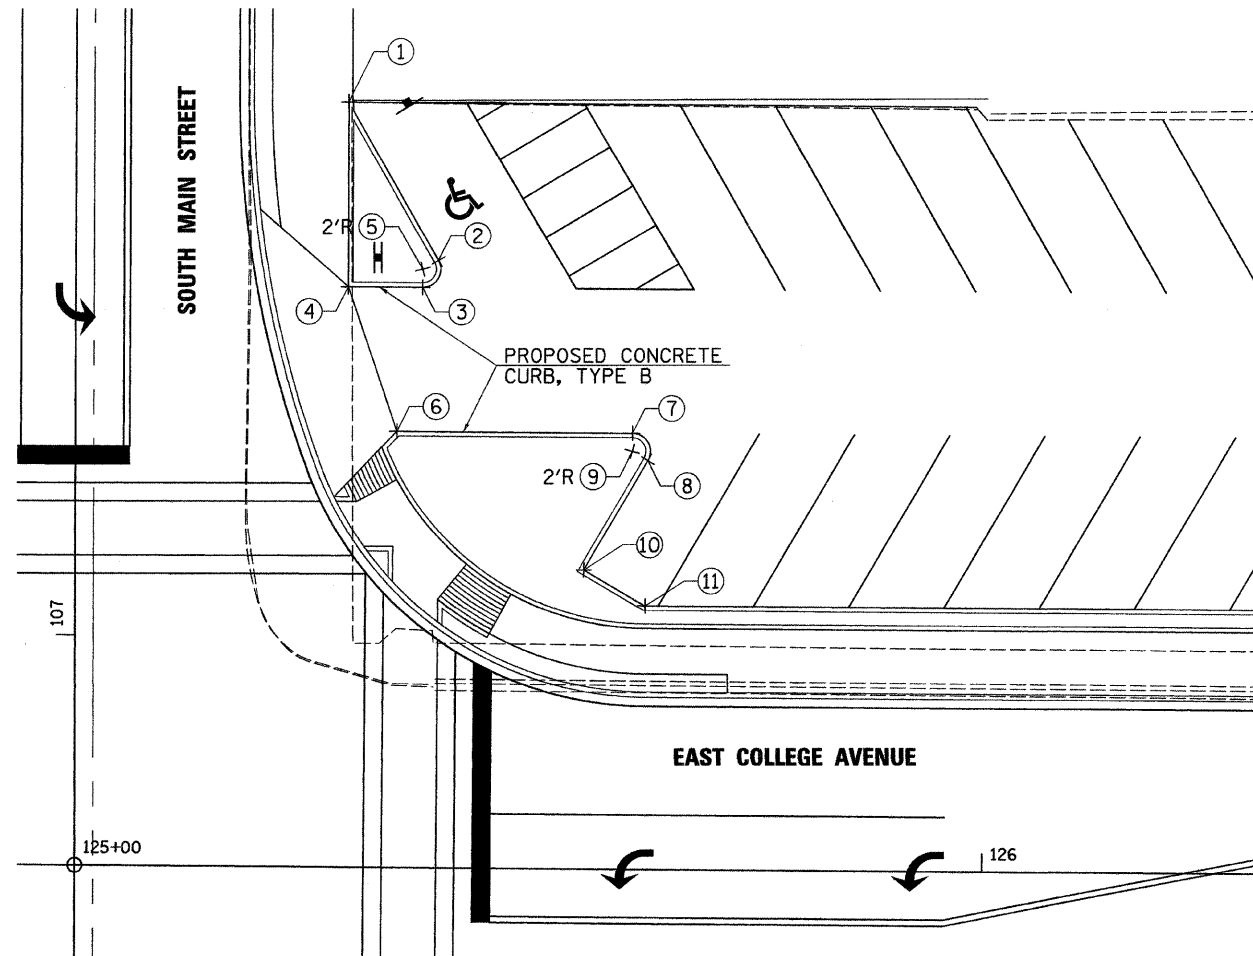 1
SOUTH MAIN STREET
2'R 5
2
4
3
PROPOSED CONCRETE
CURB, TYPE B
6
7
2'R 9
8
10
11
107
EAST COLLEGE AVENUE
125+00
126